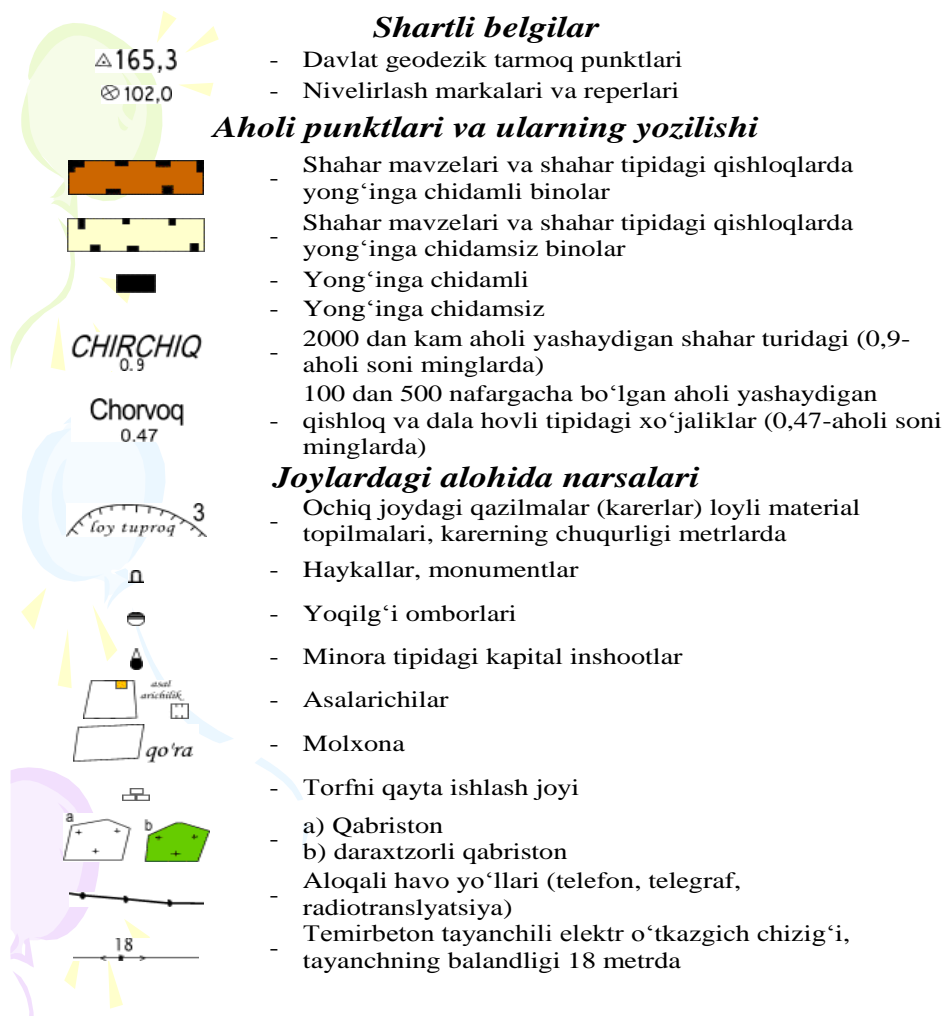 Shartli belgilar
165,3 - Davlat geodezik tarmoq punktlari
102,0 - Nivelirlash markalari va reperlari
Aholi punktlari va ularning yozilishi
- Shahar mavzelari va shahar tipidagi qishloqlarda
yong‘inga chidamli binolar
- Shahar mavzelari va shahar tipidagi qishloqlarda
yong‘inga chidamsiz binolar
- Yong‘inga chidamli
- Yong‘inga chidamsiz
CHIRCHIQ
0.9
- 2000 dan kam aholi yashaydigan shahar turidagi (0,9-
aholi soni minglarda)
Chorvoq
0.47
100 dan 500 nafargacha bo‘lgan aholi yashaydigan
- qishloq va dala hovli tipidagi xo‘jaliklar (0,47-aholi soni
minglarda)
Joylardagi alohida narsalari
loy tuproq 3
- Ochiq joydagi qazilmalar (karerlar) loyli material
topilmalari, karerning chuqurligi metrlarda
- Haykallar, monumentlar
- Yoqilg‘i omborlari
- Minora tipidagi kapital inshootlar
asal
arichilik
- Asalarichilar
qo'ra - Molxona
- Torfni qayta ishlash joyi
a b
- a) Qabriston
b) daraxtzorli qabriston
- Aloqali havo yo‘llari (telefon, telegraf,
radiotranslyatsiya)
18
- Temirbeton tayanchili elektr o‘tkazgich chizig‘i,
tayanchning balandligi 18 metrda